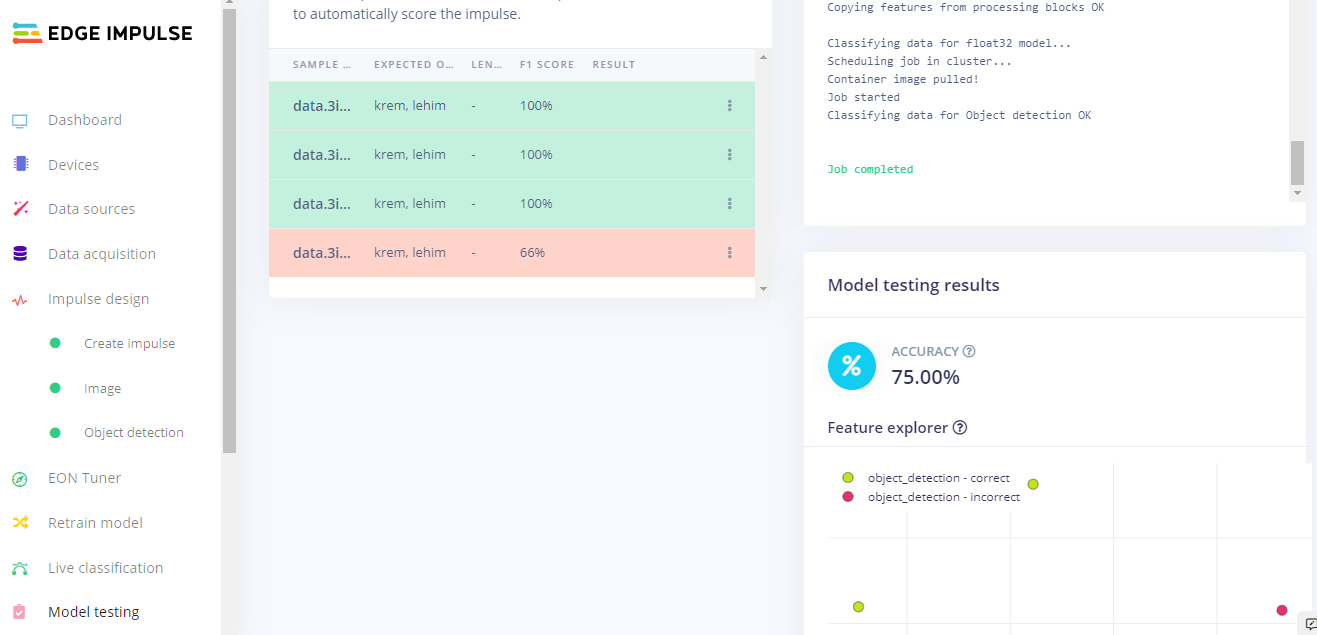 EDGE IMPULSE
Dashboard
Devices
Data sources
Data acquisition
Impulse design
Create impulse
Image
Object detection
EON Tuner
Retrain model
Live classification
Model testing
to automatically score the impulse.
SAMPLE ... EXPECTED O... LEN... F1 SCORE RESULT
data.3i... krem, lehim - 100%
data.3i... krem, lehim - 100%
data.3i... krem, lehim - 100%
data.3i... krem, lehim - 66%
Copying features from processing blocks OK
Classifying data for float32 model...
Scheduling job in cluster...
Container image pulled!
Job started
Classifying data for Object detection OK
Job completed
Model testing results
%
ACCURACY ?
75.00%
Feature explorer ?
object_detection - correct
object_detection - incorrect